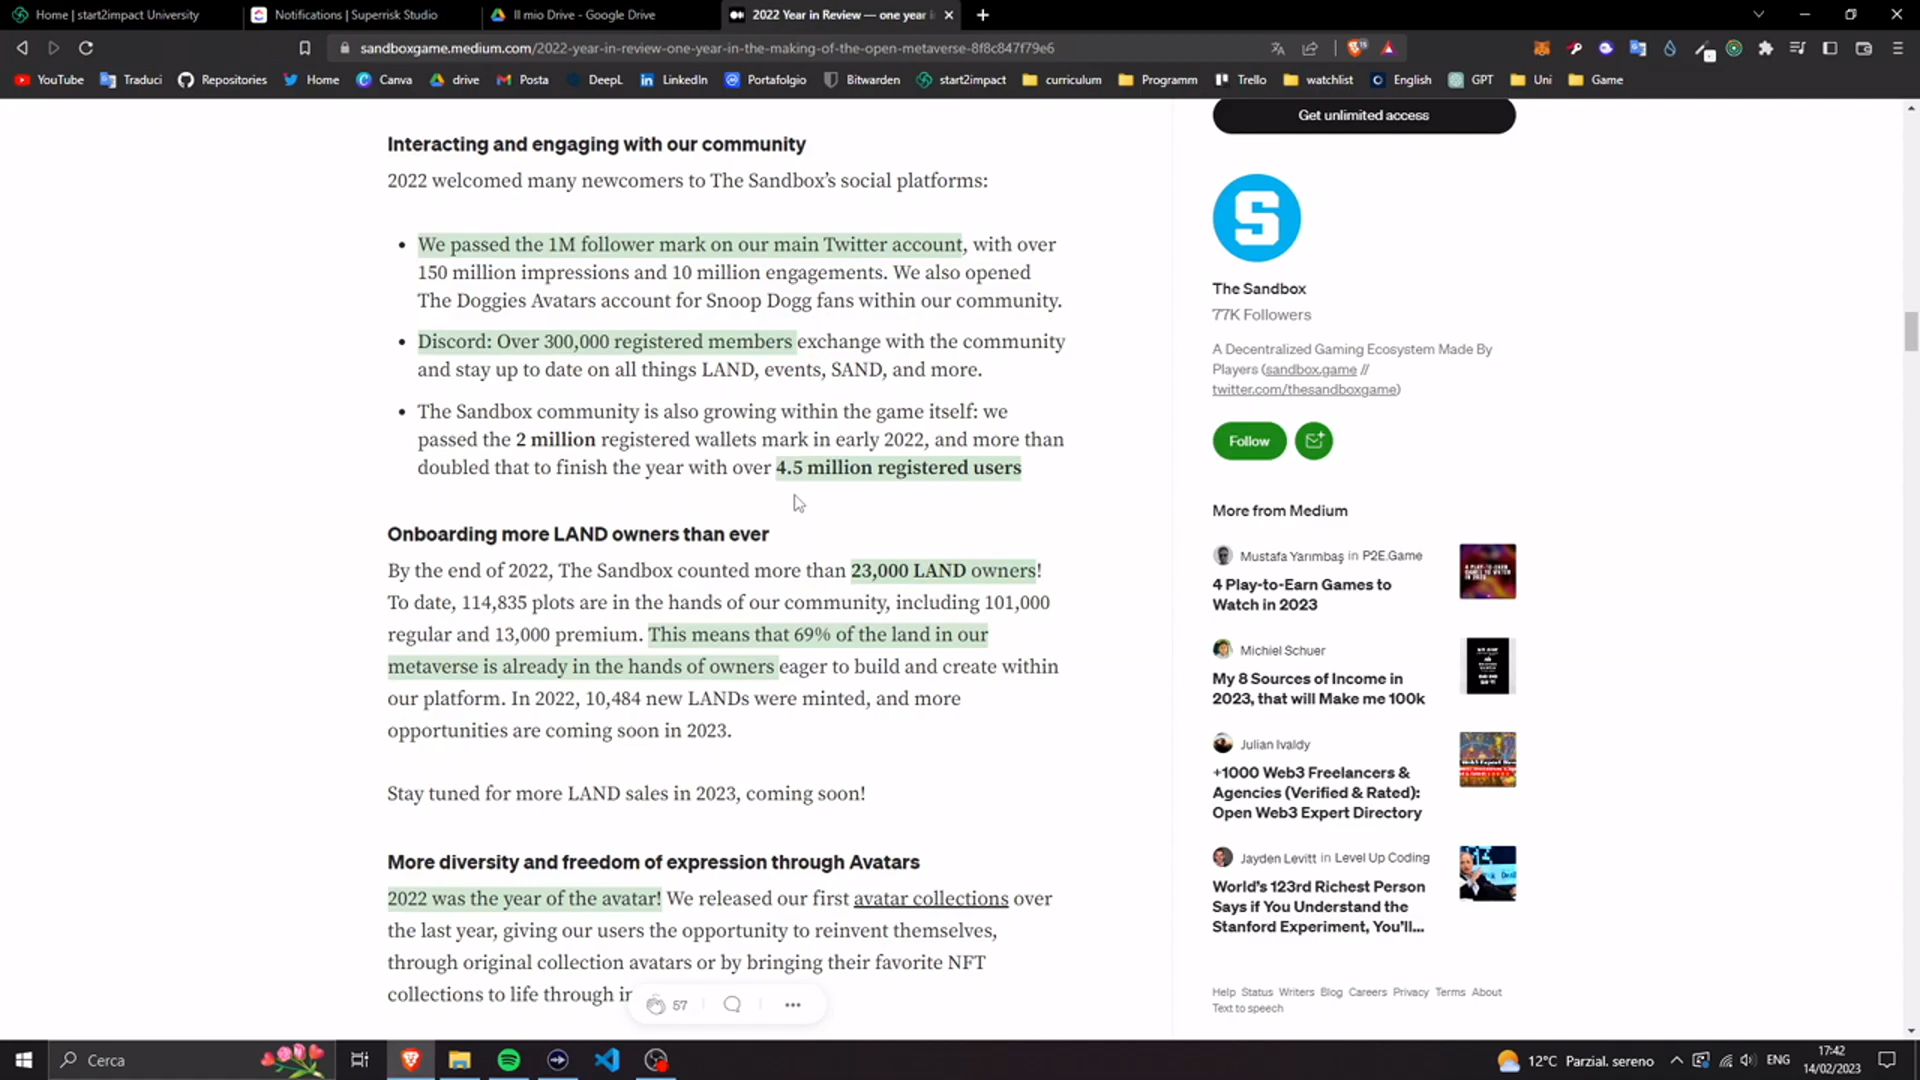 Home | start2impact University
Notifications | Superrisk Studio
Il mio Drive - Google Drive
2022 Year in Review — one year in
sandboxgame.medium.com/2022-year-in-review-one-year-in-the-making-of-the-open-metaverse-8f8c847f79e6
YouTube Traduci Repositories Home Canva drive Posta DeepL LinkedIn Portafolgio Bitwarden start2impact curriculum Programm Trello watchlist English GPT Uni Game
Interacting and engaging with our community
2022 welcomed many newcomers to The Sandbox's social platforms:
• We passed the 1M follower mark on our main Twitter account, with over
150 million impressions and 10 million engagements. We also opened
The Doggies Avatars account for Snoop Dogg fans within our community.
• Discord: Over 300,000 registered members exchange with the community
and stay up to date on all things LAND, events, SAND, and more.
• The Sandbox community is also growing within the game itself: we
passed the 2 million registered wallets mark in early 2022, and more than
doubled that to finish the year with over 4.5 million registered users
Onboarding more LAND owners than ever
By the end of 2022, The Sandbox counted more than 23,000 LAND owners!
To date, 114,835 plots are in the hands of our community, including 101,000
regular and 13,000 premium. This means that 69% of the land in our
metaverse is already in the hands of owners eager to build and create within
our platform. In 2022, 10,484 new LANDs were minted, and more
opportunities are coming soon in 2023.
Stay tuned for more LAND sales in 2023, coming soon!
More diversity and freedom of expression through Avatars
2022 was the year of the avatar! We released our first avatar collections over
the last year, giving our users the opportunity to reinvent themselves,
through original collection avatars or by bringing their favorite NFT
collections to life through
57
Get unlimited access
S
The Sandbox
77K Followers
A Decentralized Gaming Ecosystem Made By
Players (sandbox.game //
twitter.com/thesandboxgame)
Follow
More from Medium
Mustafa Yarımbaş in P2E.Game
4 Play-to-Earn Games to
Watch in 2023
Michiel Schuer
My 8 Sources of Income in
2023, that will Make me 100k
Julian Ivaldy
+1000 Web3 Freelancers &
Agencies (Verified & Rated):
Open Web3 Expert Directory
Jayden Levitt in Level Up Coding
World's 123rd Richest Person
Says if You Understand the
Stanford Experiment, You'll...
Help Status Writers Blog Careers Privacy Terms About
Text to speech
Cerca
12°C Parzial. sereno
ENG
17:42
14/02/2023